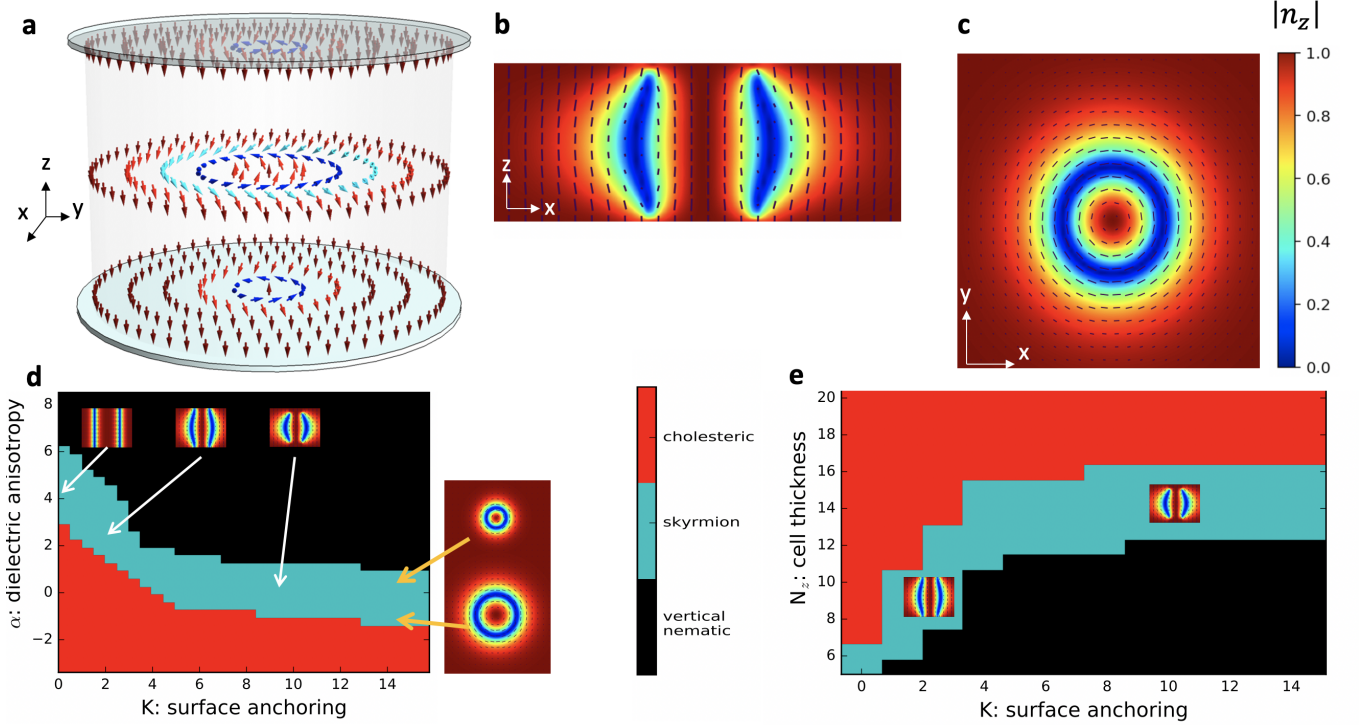 a
z
x
y
b
z
x
c
|n_z|
y
x
1.0
0.8
0.6
0.4
0.2
0.0
d
α: dielectric anisotropy
8
6
4
2
0
−2
0 2 4 6 8 10 12 14
K: surface anchoring
cholesteric
skyrmion
vertical
nematic
e
N_z: cell thickness
20
18
16
14
12
10
8
6
0 2 4 6 8 10 12 14
K: surface anchoring